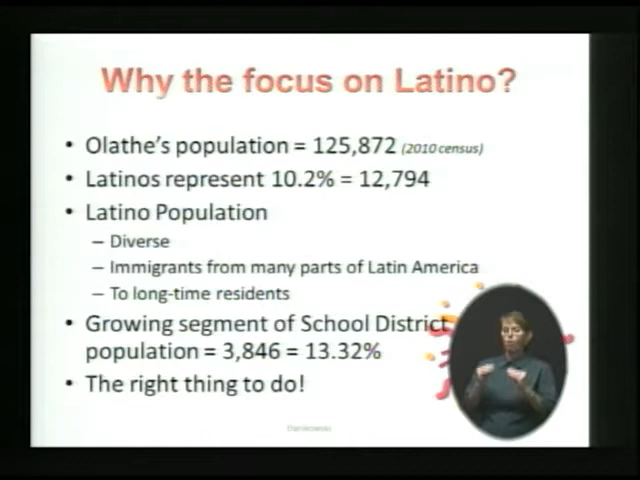 Why the focus on Latino?
• Olathe's population = 125,872 (2010 census)
• Latinos represent 10.2% = 12,794
• Latino Population
– Diverse
– Immigrants from many parts of Latin America
– To long-time residents
• Growing segment of School District
population = 3,846 = 13.32%
• The right thing to do!